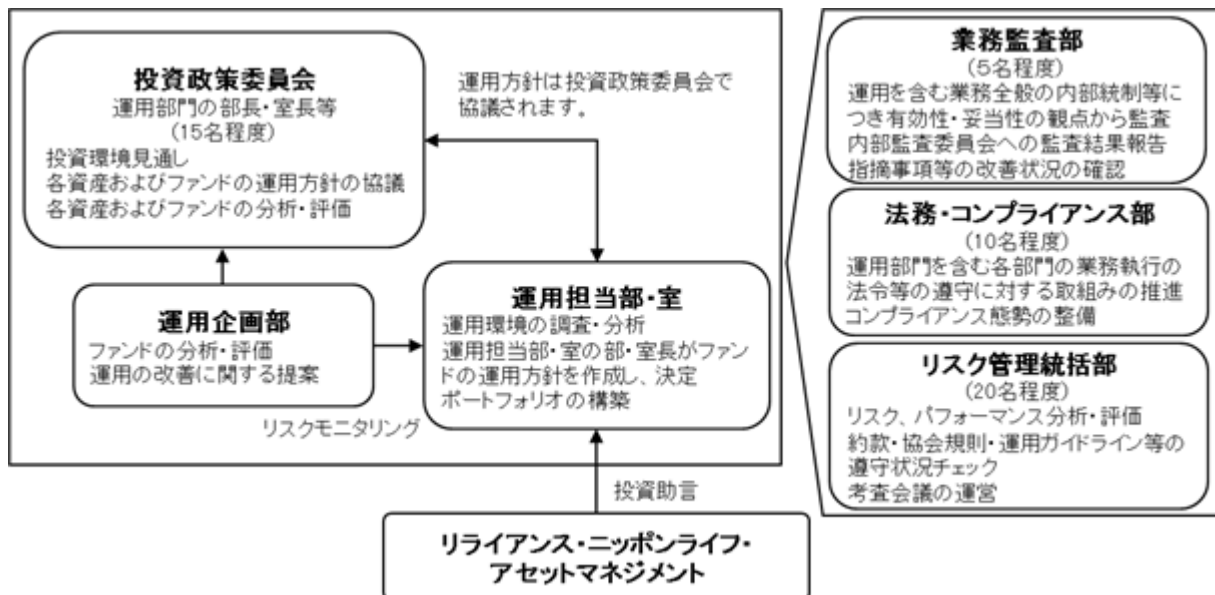 投資政策委員会
運用部門の部長・室長等
(15名程度)
投資環境見通し
各資産およびファンドの運用方針の協議
各資産およびファンドの分析・評価
運用方針は投資政策委員会で
協議されます。
運用企画部
ファンドの分析・評価
運用の改善に関する提案
リスクモニタリング
運用担当部・室
運用環境の調査・分析
運用担当部・室の部・室長がファン
ドの運用方針を作成し、決定
ポートフォリオの構築
投資助言
リライアンス・ニッポンライフ・
アセットマネジメント
業務監査部
(5名程度)
運用を含む業務全般の内部統制等に
つき有効性・妥当性の観点から監査
内部監査委員会への監査結果報告
指摘事項等の改善状況の確認
法務・コンプライアンス部
(10名程度)
運用部門を含む各部門の業務執行の
法令等の遵守に対する取組みの推進
コンプライアンス態勢の整備
リスク管理統括部
(20名程度)
リスク、パフォーマンス分析・評価
約款・協会規則・運用ガイドライン等の
遵守状況チェック
考査会議の運営